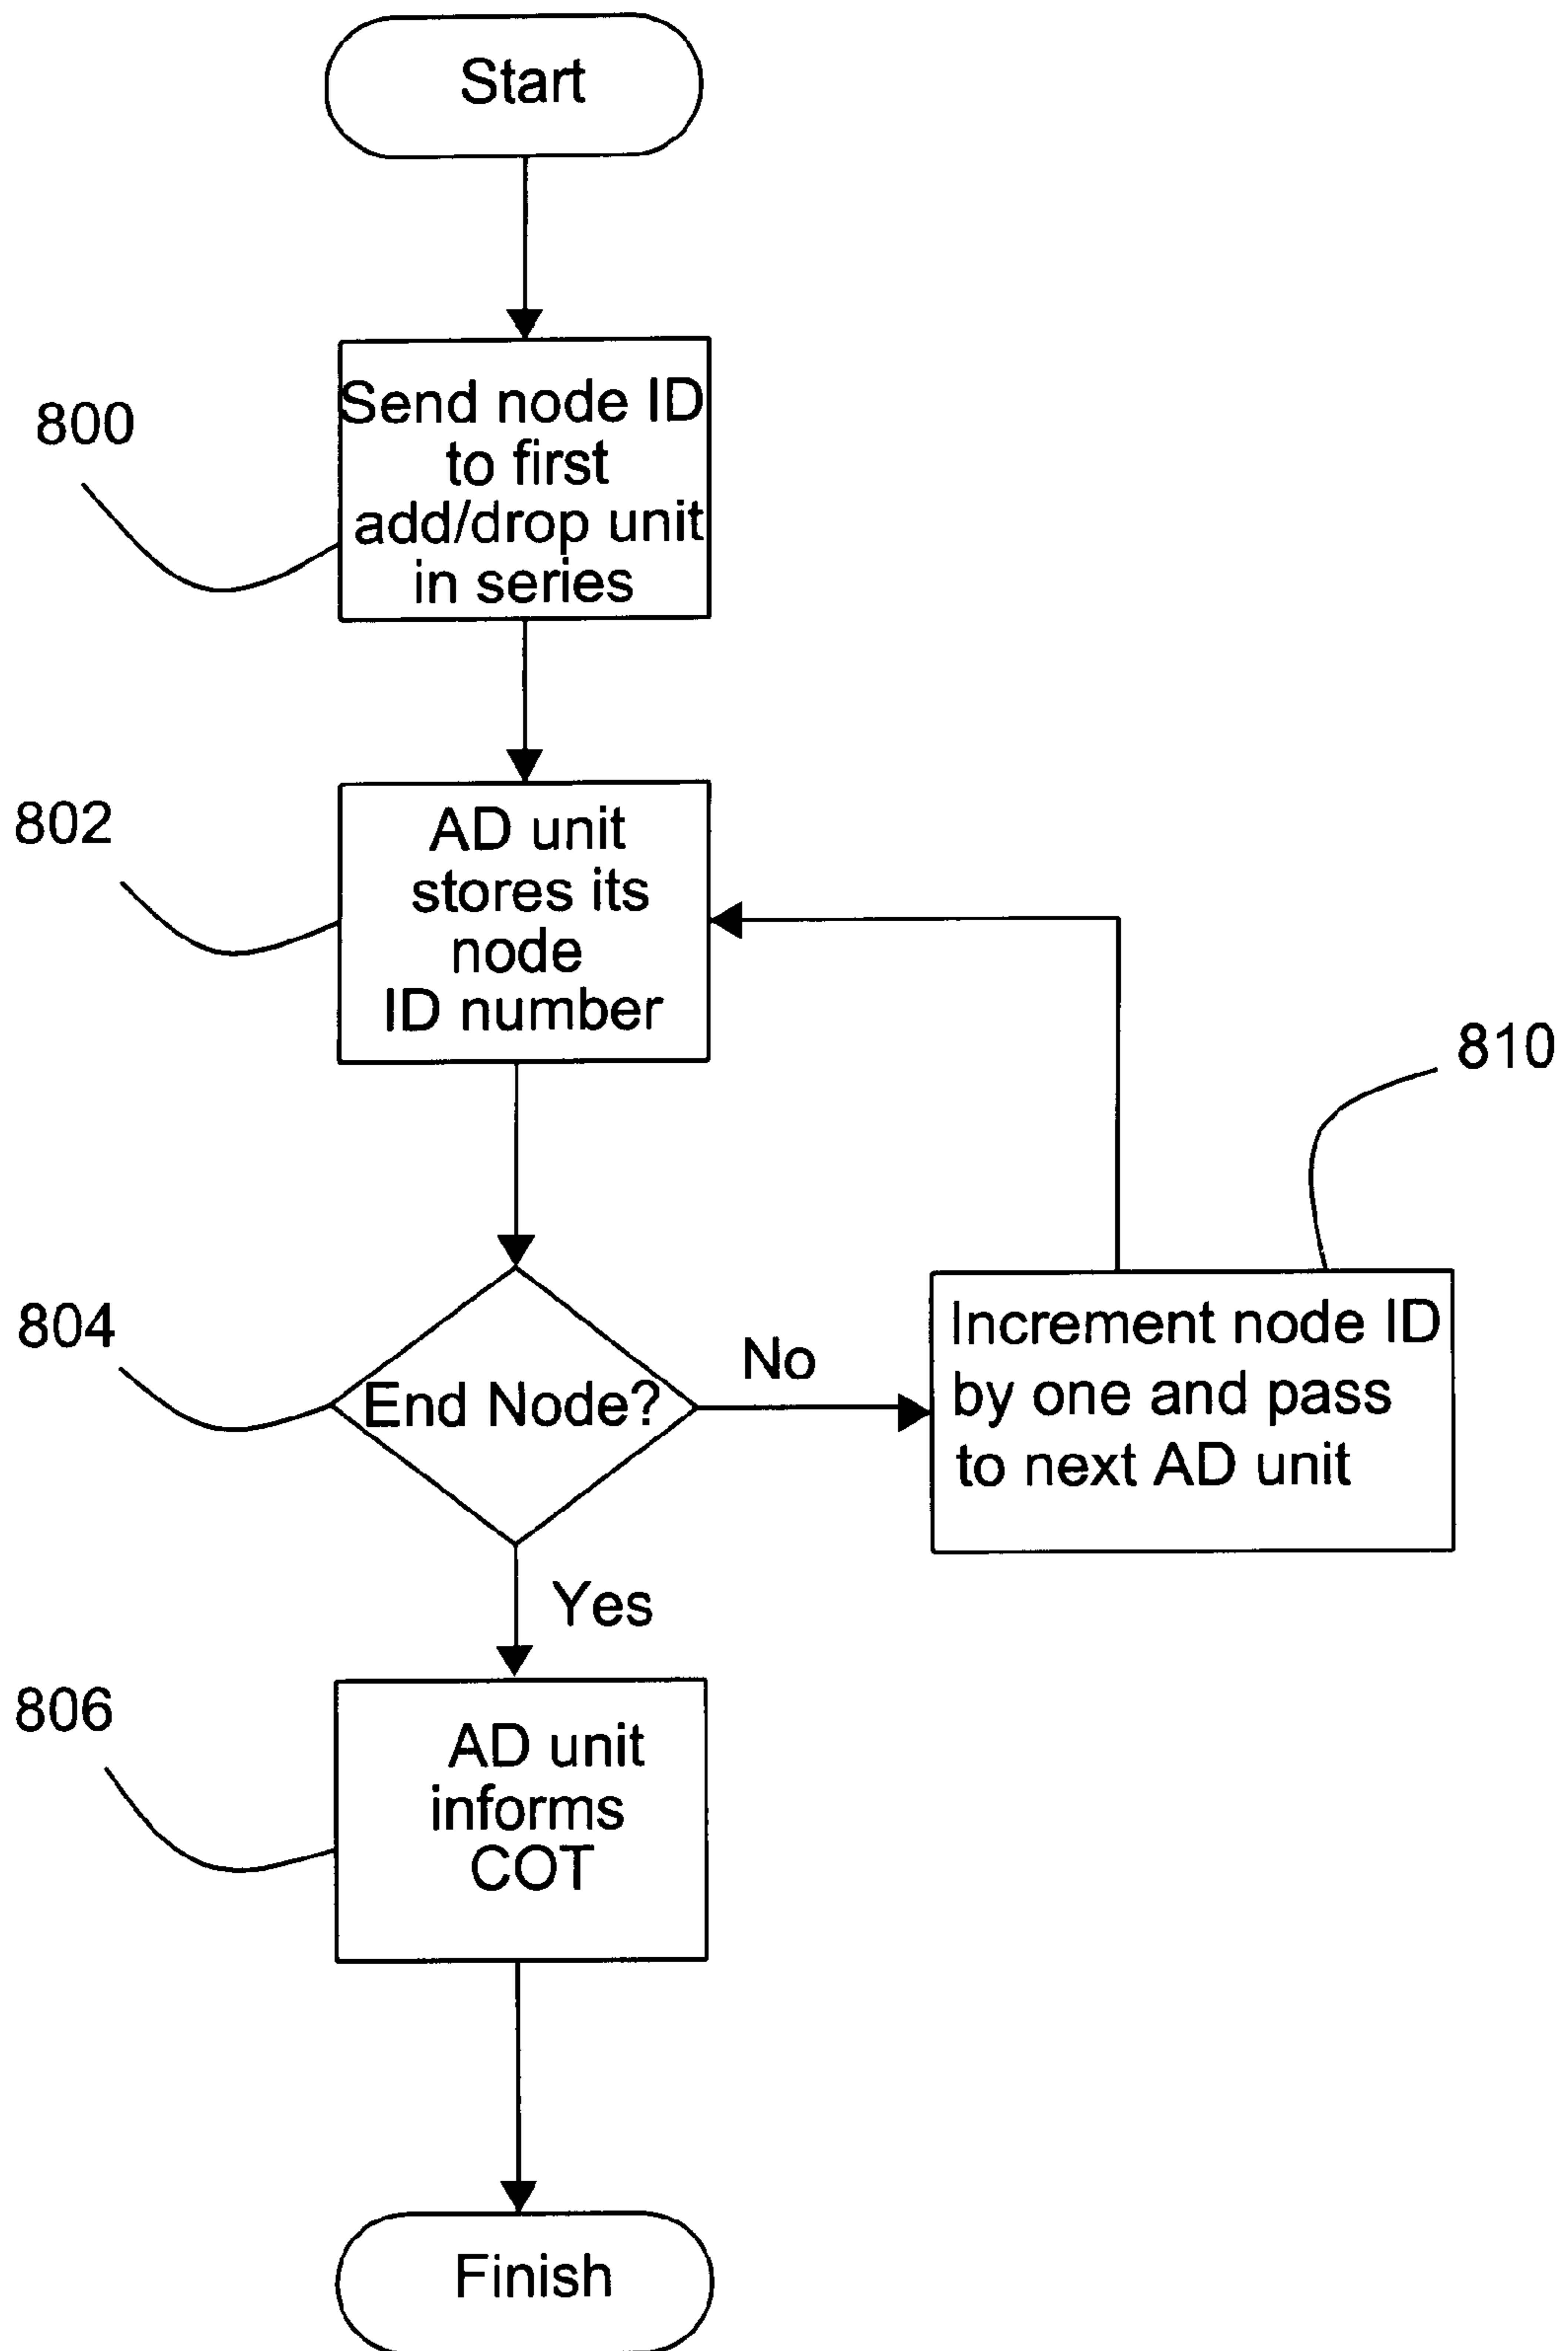 Start
800
Send node ID
to first
add/drop unit
in series
802
AD unit
stores its
node
ID number
810
804
End Node?
No
Increment node ID
by one and pass
to next AD unit
Yes
806
AD unit
informs
COT
Finish